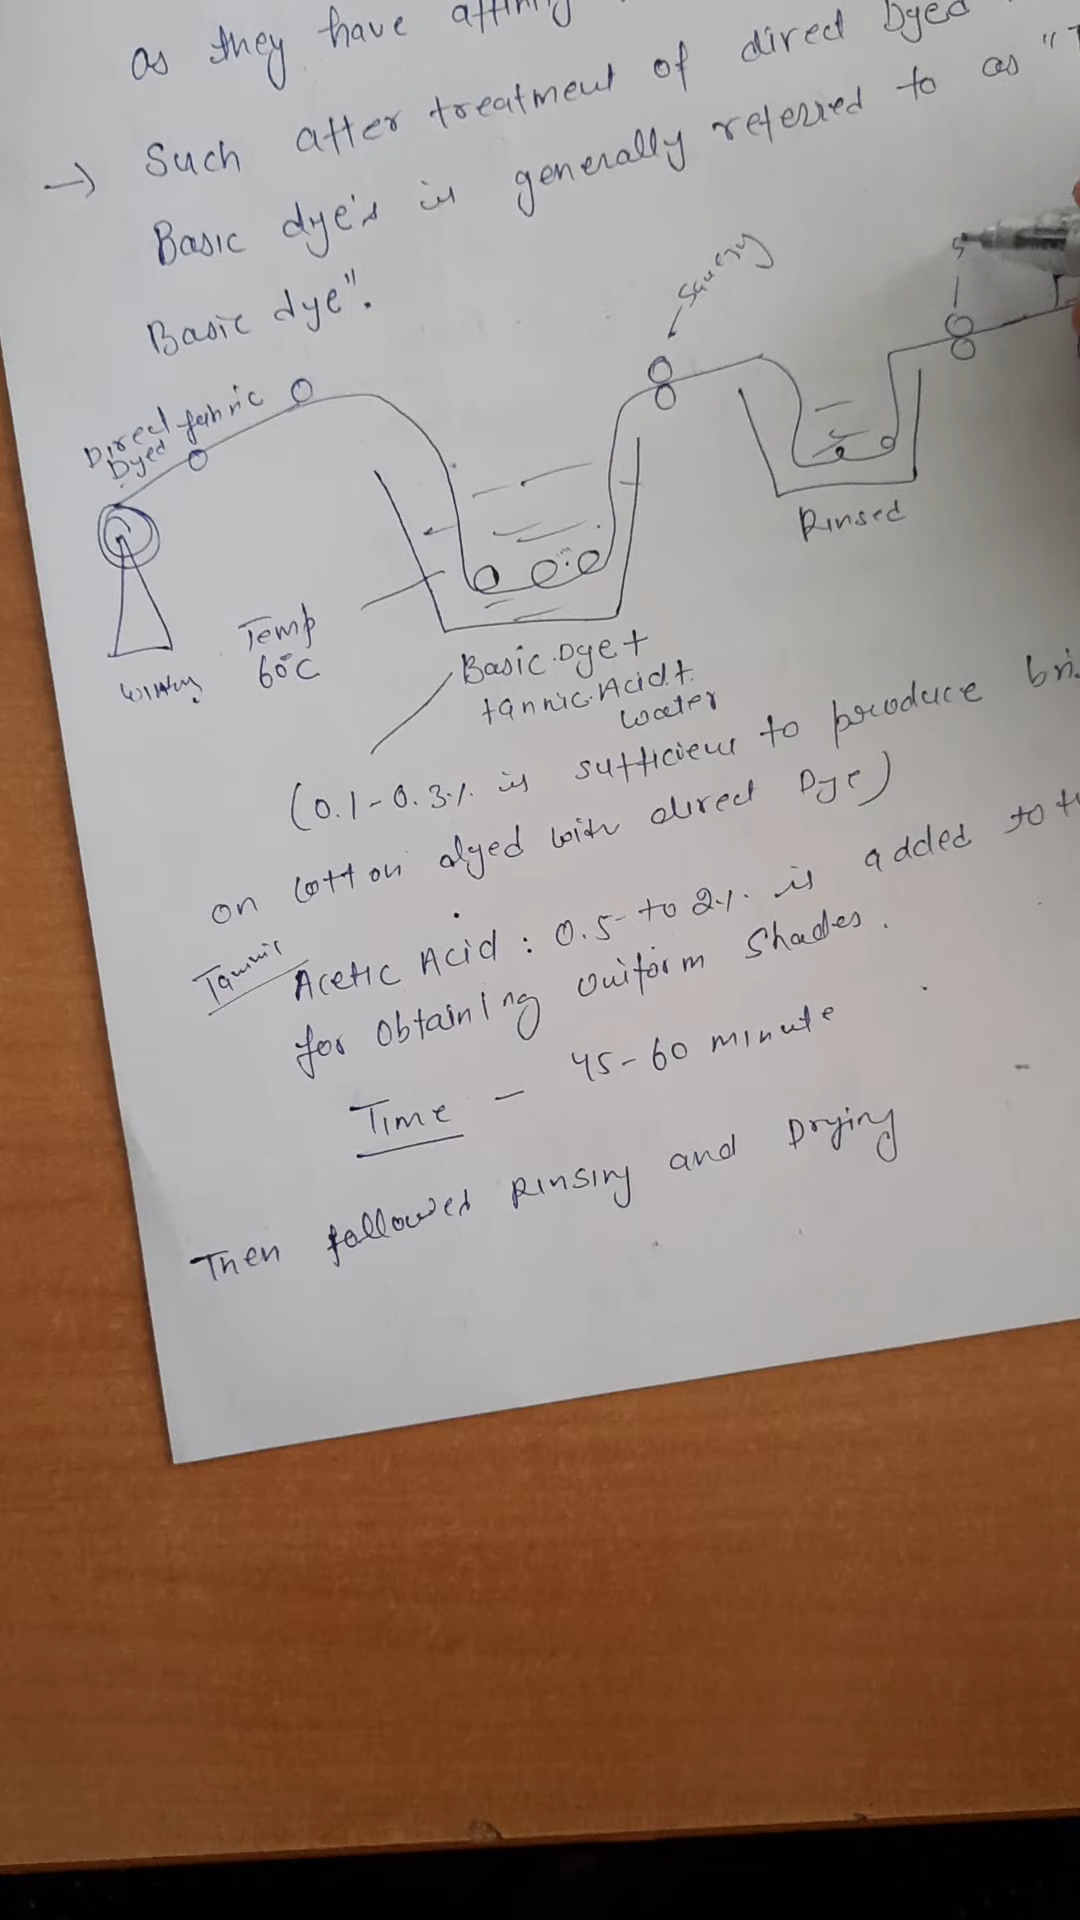 as they have
→ Such after treatment of direct Dyed
Basic dye's is generally referred to as "T
Basic dye".
Direct fabric
Dyed
Squezy
Rinsed
Temp
60°C
Basic Dye +
tannic Acid +
water
(0.1-0.3% is sufficient to produce bri
on cotton dyed with direct Dye)
Tannic
Acetic Acid : 0.5 to 2% is added to t
for obtaining uniform Shades.
Time - 45-60 minute
Then followed Rinsing and Drying